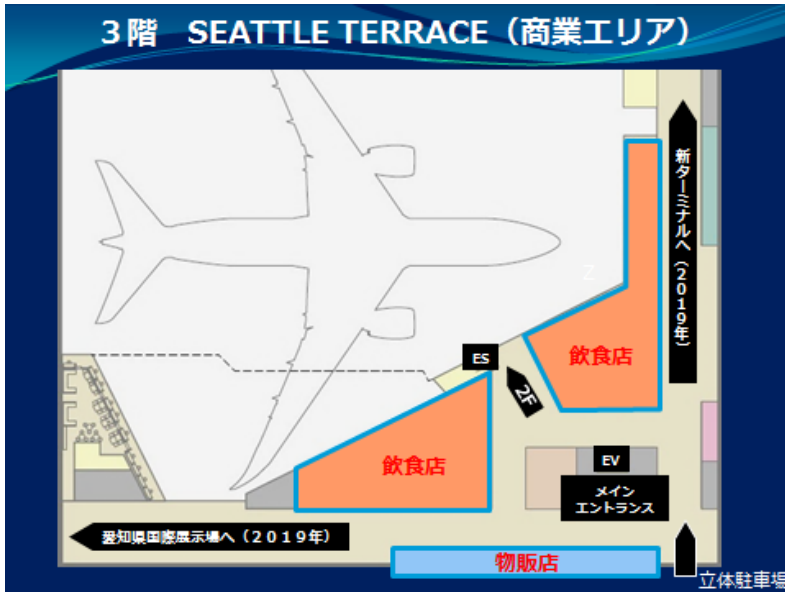 ３階　SEATTLE TERRACE（商業エリア）
新ターミナルへ（２０１９年）
Z
ES
2F
飲食店
飲食店
EV
メイン
エントランス
愛知県国際展示場へ（２０１９年）
物販店
立体駐車場